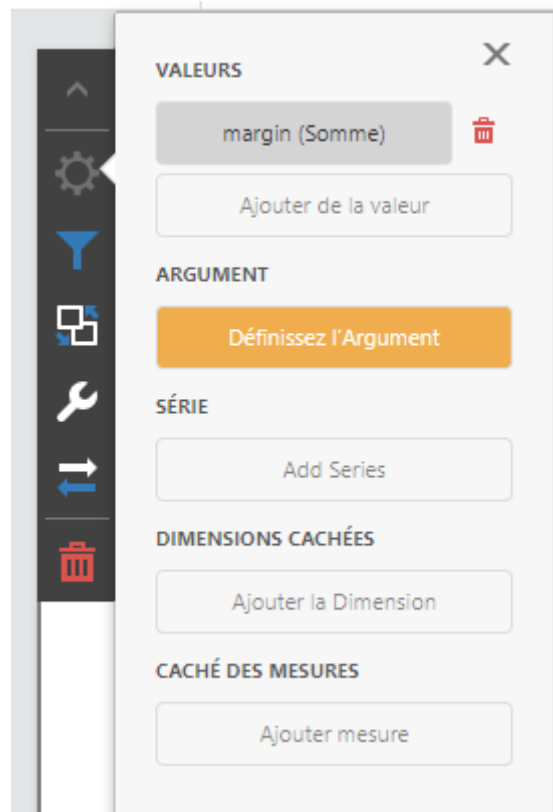 VALEURS
margin (Somme)
Ajouter de la valeur
ARGUMENT
Définissez l'Argument
SÉRIE
Add Series
DIMENSIONS CACHÉES
Ajouter la Dimension
CACHÉ DES MESURES
Ajouter mesure